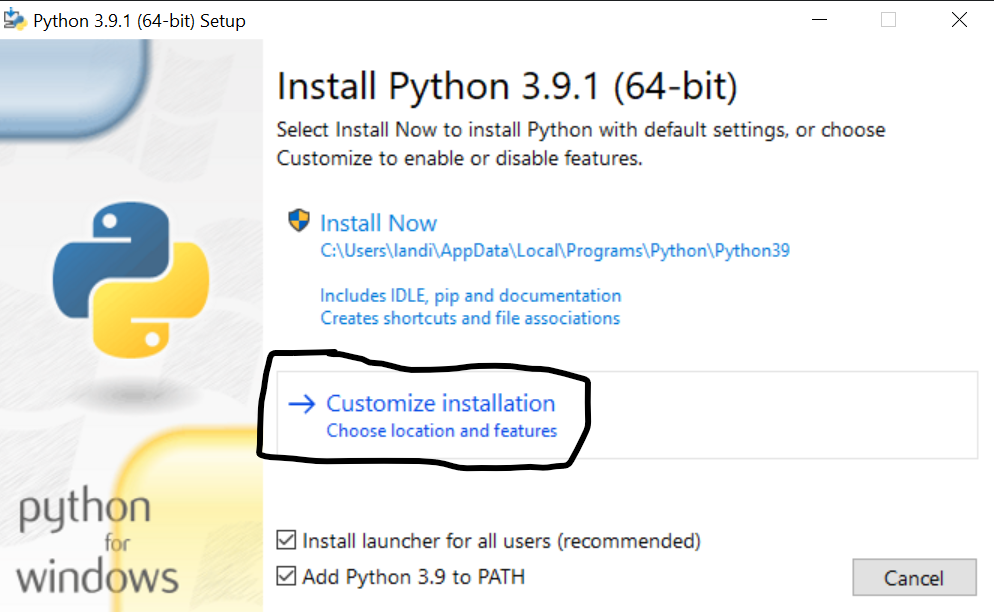 Python 3.9.1 (64-bit) Setup
Install Python 3.9.1 (64-bit)
Select Install Now to install Python with default settings, or choose
Customize to enable or disable features.
Install Now
C:\Users\landi\AppData\Local\Programs\Python\Python39
Includes IDLE, pip and documentation
Creates shortcuts and file associations
Customize installation
Choose location and features
Install launcher for all users (recommended)
Add Python 3.9 to PATH
Cancel
python
for
windows